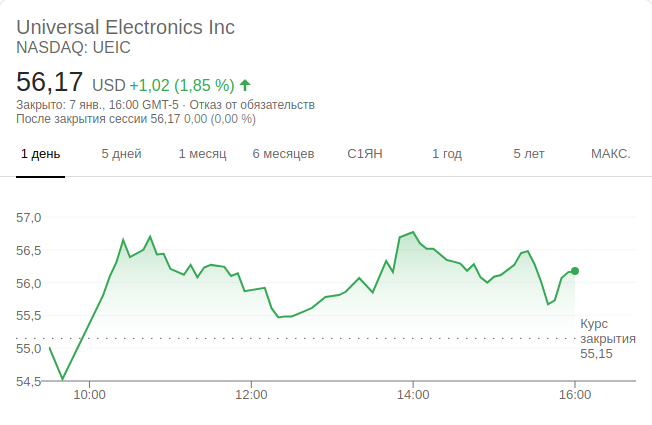 Universal Electronics Inc
NASDAQ: UEIC
56,17 USD +1,02 (1,85 %) ↑
Закрыто: 7 янв., 16:00 GMT-5 · Отказ от обязательств
После закрытия сессии 56,17 0,00 (0,00 %)
1 день 5 дней 1 месяц 6 месяцев С1ЯН 1 год 5 лет МАКС.
57,0
56,5
56,0
55,5
Курс
закрытия
55,15
55,0
54,5
10:00 12:00 14:00 16:00